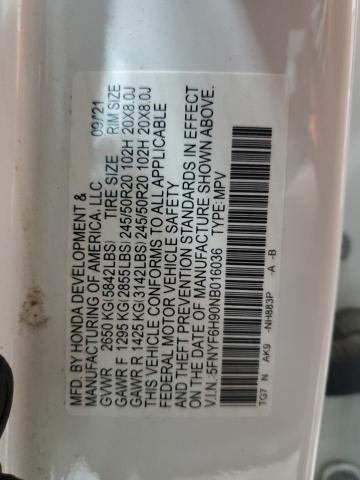 MFD. BY HONDA DEVELOPMENT &
MANUFACTURING OF AMERICA, LLC 09/21
GVWR 2650 KG(5842LBS) TIRE SIZE RIM SIZE
GAWR F 1295 KG(2855LBS) 245/50R20 102H 20X8.0J
GAWR R 1425 KG(3142LBS) 245/50R20 102H 20X8.0J
THIS VEHICLE CONFORMS TO ALL APPLICABLE
FEDERAL MOTOR VEHICLE SAFETY
AND THEFT PREVENTION STANDARDS IN EFFECT
ON THE DATE OF MANUFACTURE SHOWN ABOVE.
V.I.N.:5FNYF6H90NB016036 TYPE: MPV
TG7 N AK9 -NH883P -A -B